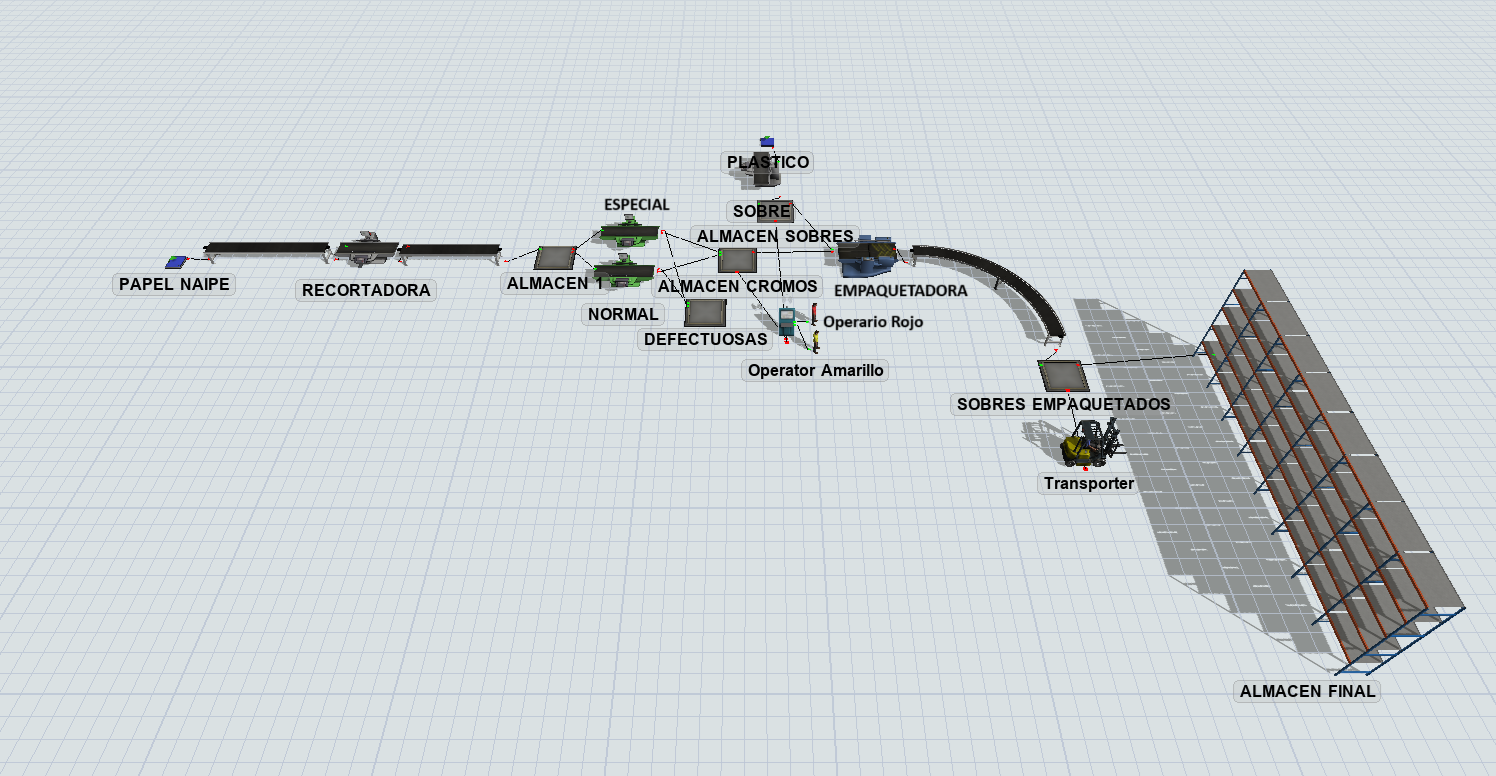 PLASTICO
ESPECIAL
SOBRE
ALMACEN SOBRES
PAPEL NAIPE
RECORTADORA
ALMACEN 1
ALMACEN CROMOS
EMPAQUETADORA
NORMAL
DEFECTUOSAS
Operario Rojo
Operator Amarillo
SOBRES EMPAQUETADOS
Transporter
ALMACEN FINAL